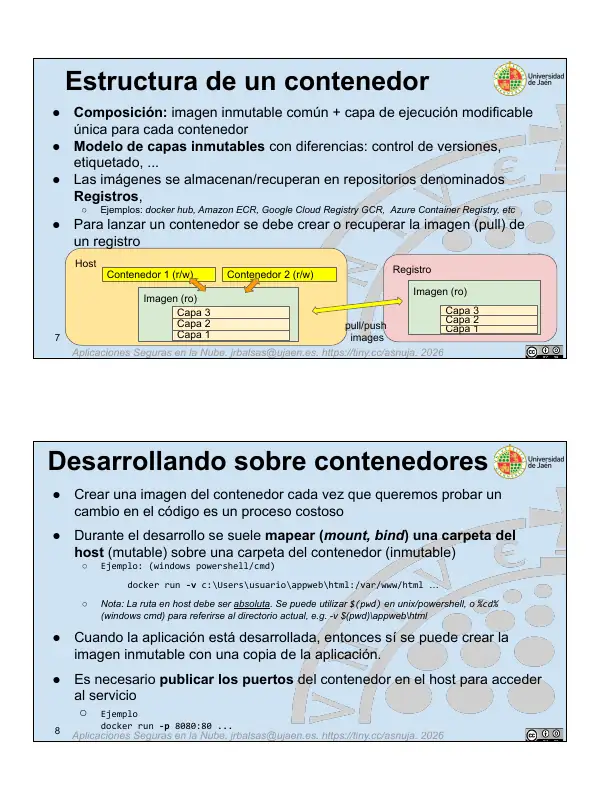 Estructura de un contenedor
Universidad
de Jaén
● Composición: imagen inmutable común + capa de ejecución modificable
única para cada contenedor
● Modelo de capas inmutables con diferencias: control de versiones,
etiquetado, ...
● Las imágenes se almacenan/recuperan en repositorios denominados
Registros,
○ Ejemplos: docker hub, Amazon ECR, Google Cloud Registry GCR, Azure Container Registry, etc
● Para lanzar un contenedor se debe crear o recuperar la imagen (pull) de
un registro
Host
Contenedor 1 (r/w)
Contenedor 2 (r/w)
Imagen (ro)
Capa 3
Capa 2
Capa 1
Registro
Imagen (ro)
Capa 3
Capa 2
Capa 1
pull/push
images
7
Aplicaciones Seguras en la Nube. jrbalsas@ujaen.es. https://tiny.cc/asnuja. 2026
Desarrollando sobre contenedores
Universidad
de Jaén
● Crear una imagen del contenedor cada vez que queremos probar un
cambio en el código es un proceso costoso
● Durante el desarrollo se suele mapear (mount, bind) una carpeta del
host (mutable) sobre una carpeta del contenedor (inmutable)
○ Ejemplo: (windows powershell/cmd)
docker run -v c:\Users\usuario\appweb\html:/var/www/html ...
○ Nota: La ruta en host debe ser absoluta. Se puede utilizar $(pwd) en unix/powershell, o %cd%
(windows cmd) para referirse al directorio actual, e.g. -v $(pwd)\appweb\html
● Cuando la aplicación está desarrollada, entonces sí se puede crear la
imagen inmutable con una copia de la aplicación.
● Es necesario publicar los puertos del contenedor en el host para acceder
al servicio
○ Ejemplo
docker run -p 8080:80 ...
8
Aplicaciones Seguras en la Nube. jrbalsas@ujaen.es. https://tiny.cc/asnuja. 2026